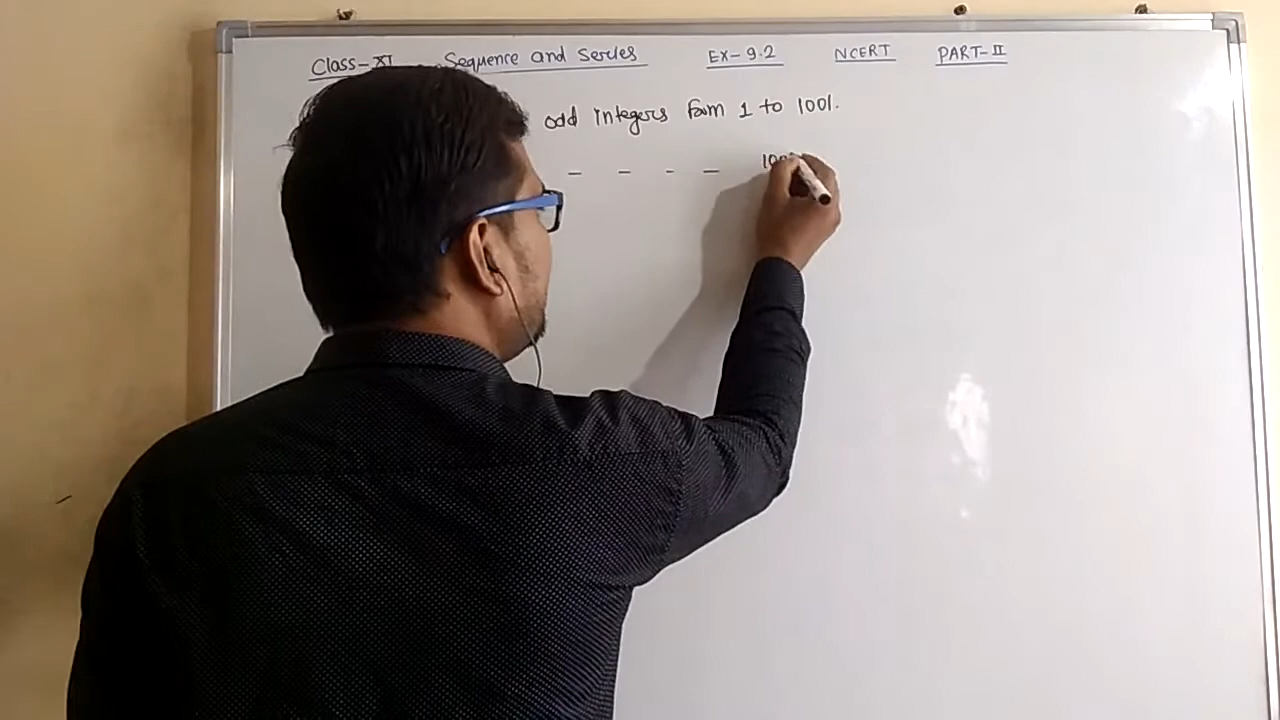 Class-XI Sequence and Series EX-9.2 NCERT PART-II
odd integers from 1 to 1001.
- - - -